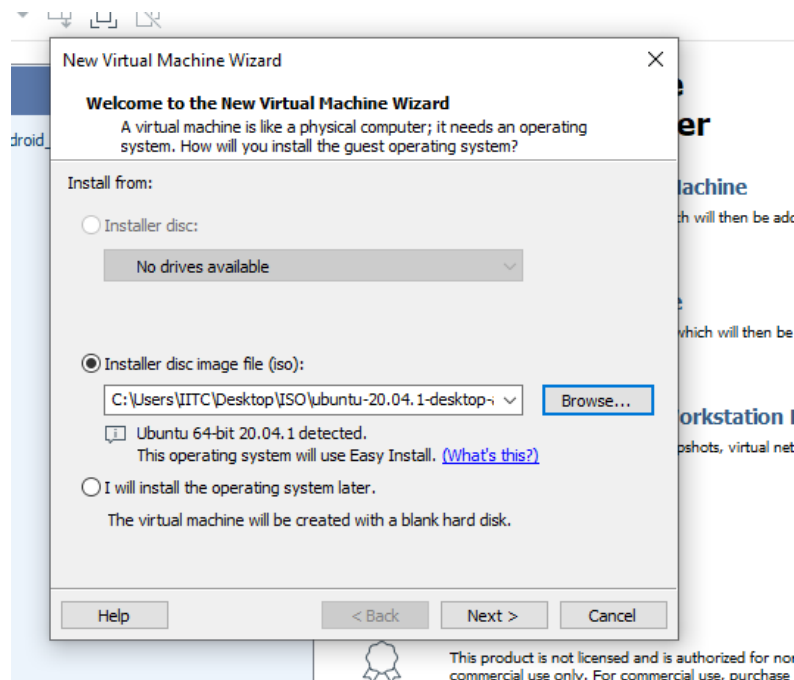 New Virtual Machine Wizard
Welcome to the New Virtual Machine Wizard
A virtual machine is like a physical computer; it needs an operating
system. How will you install the guest operating system?
Install from:
Installer disc:
No drives available
Installer disc image file (iso):
C:\Users\IITC\Desktop\ISO\ubuntu-20.04.1-desktop-
Browse...
Ubuntu 64-bit 20.04.1 detected.
This operating system will use Easy Install. (What's this?)
I will install the operating system later.
The virtual machine will be created with a blank hard disk.
Help
< Back
Next >
Cancel
droid_
er
achine
h will then be add
which will then be
orkstation
pshots, virtual net
This product is not licensed and is authorized for non
commercial use only. For commercial use, purchase